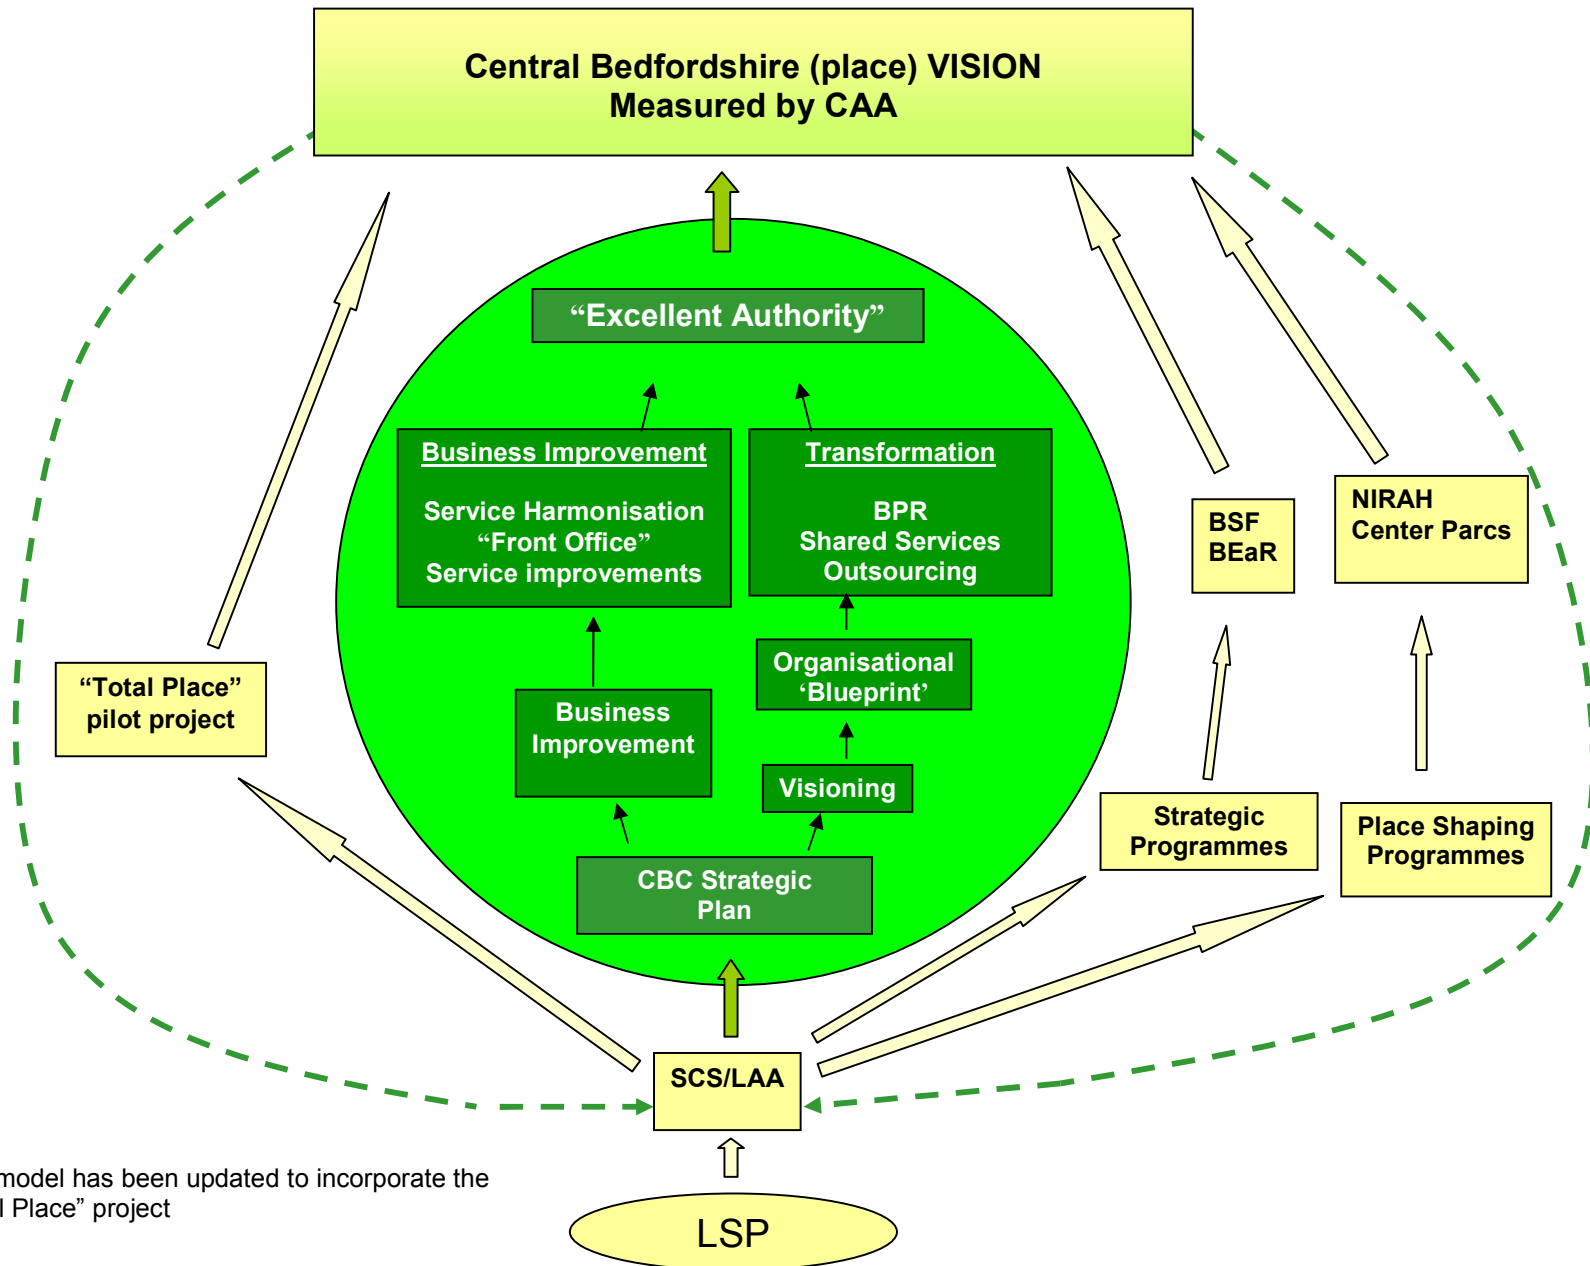 Central Bedfordshire (place) VISION
Measured by CAA
“Excellent Authority”
Business Improvement
Service Harmonisation
“Front Office”
Service improvements
Transformation
BPR
Shared Services
Outsourcing
BSF
BEaR
NIRAH
Center Parcs
“Total Place”
pilot project
Organisational
‘Blueprint’
Business
Improvement
Visioning
Strategic
Programmes
Place Shaping
Programmes
CBC Strategic
Plan
SCS/LAA
model has been updated to incorporate the
l Place” project
LSP